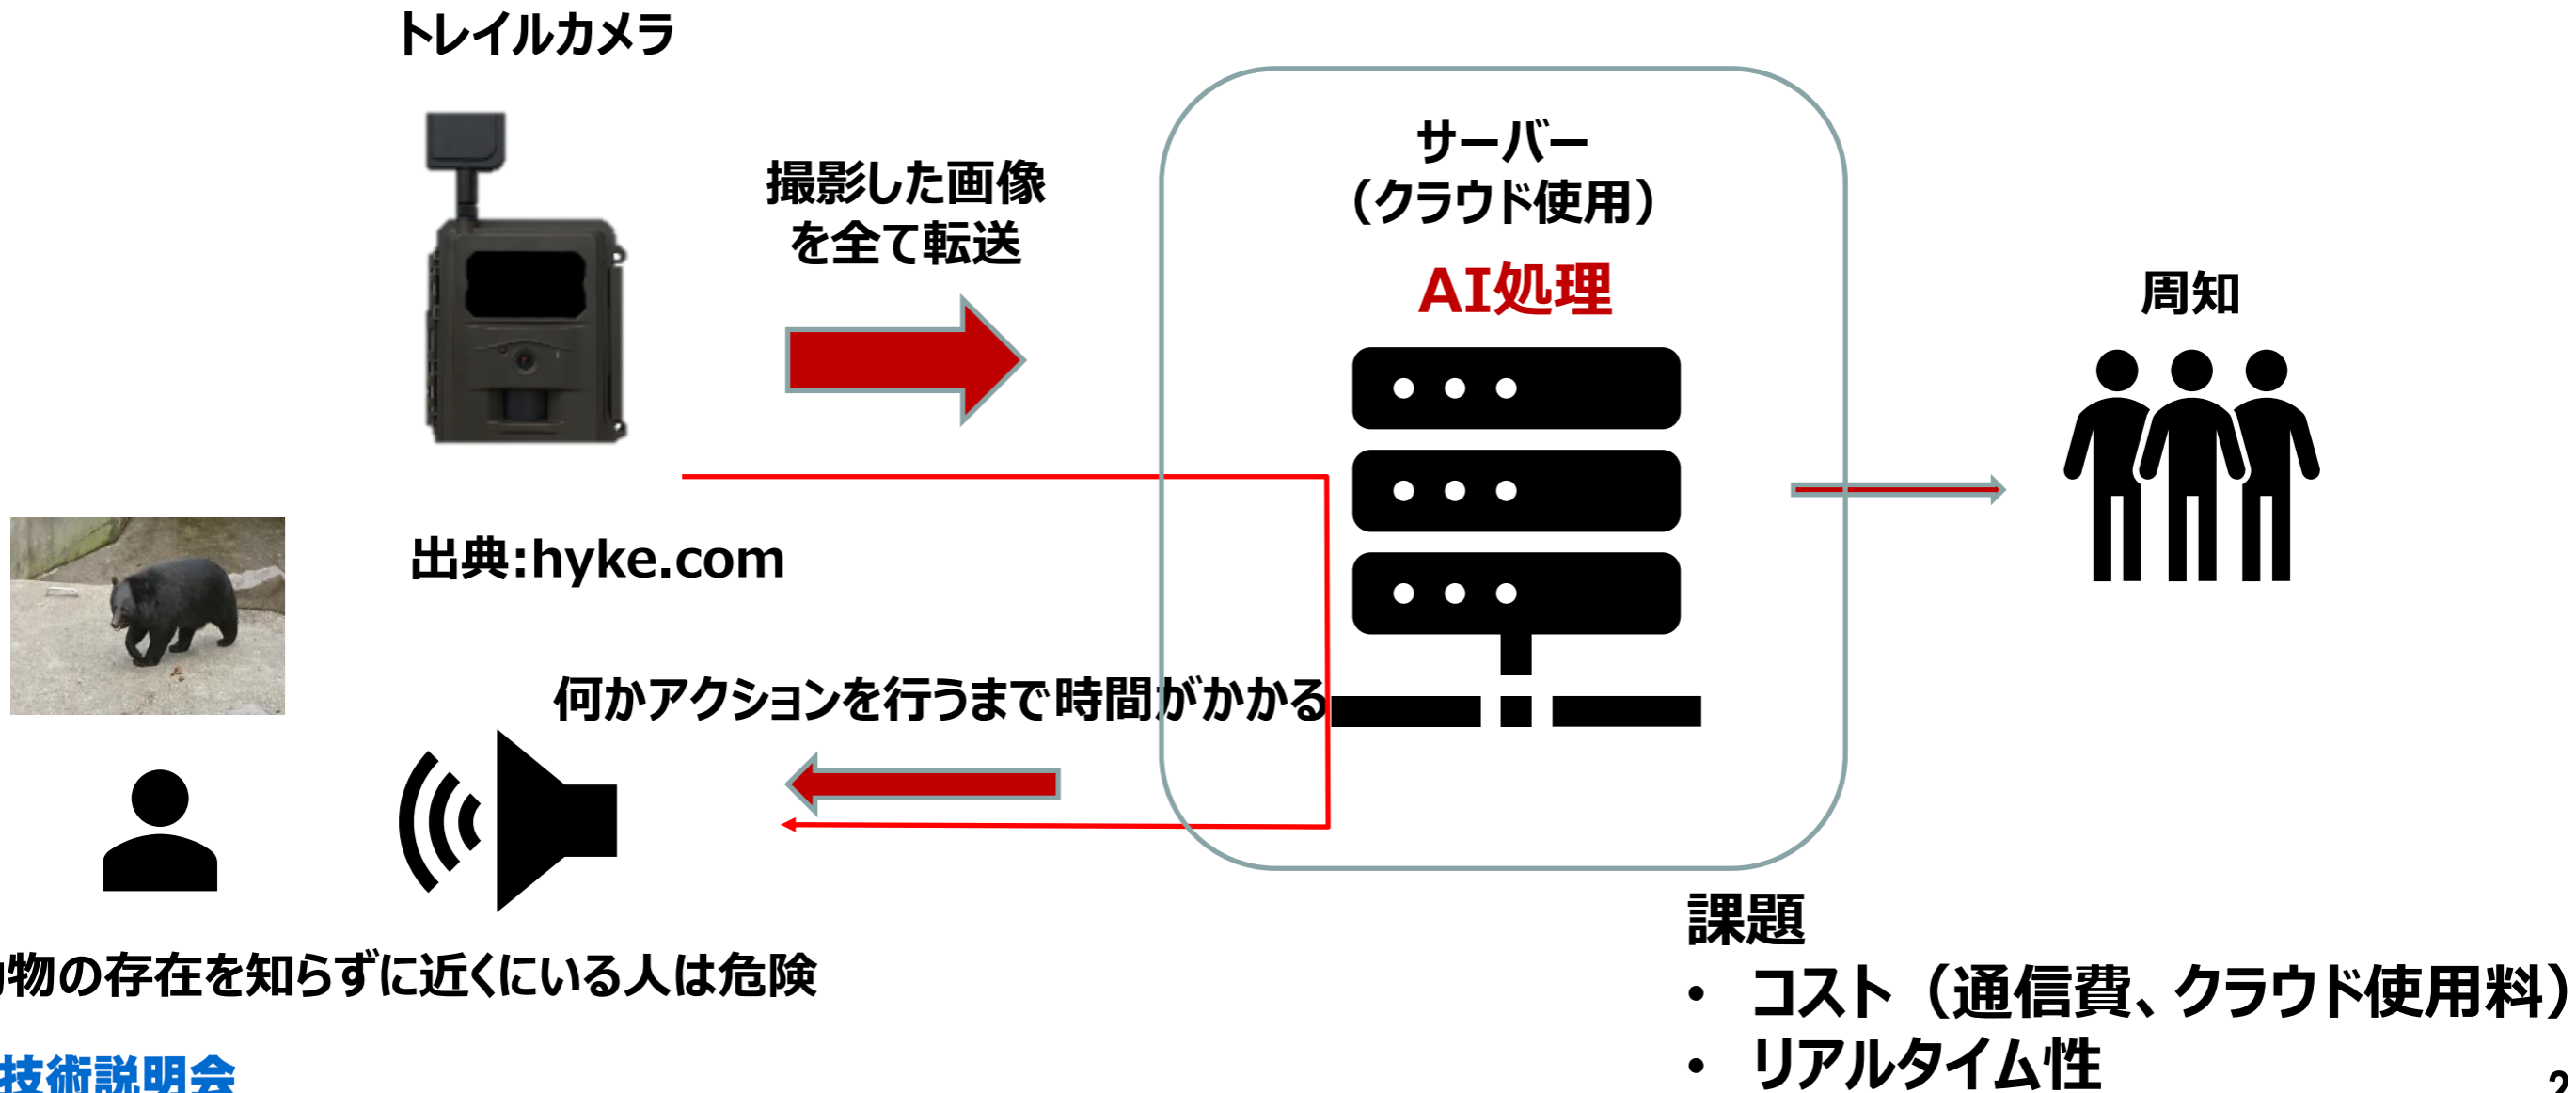 トレイルカメラ
撮影した画像
を全て転送
サーバー
（クラウド使用）
AI処理
周知
出典:hyke.com
何かアクションを行うまで時間がかる
物の存在を知らずに近くにいる人は危険
課題
• コスト（通信費、クラウド使用料）
• リアルタイム性
技術説明会
2